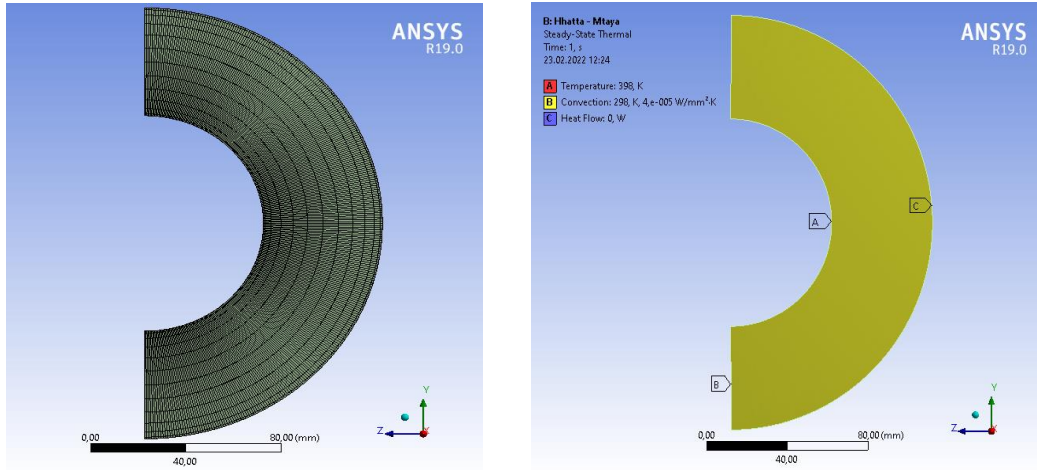 ANSYS
R19.0
0,00
80,00 (mm)
40,00
Y
Z
X
B: Hhatta - Mtaya
Steady-State Thermal
Time: 1, s
23.02.2022 12:24
A Temperature: 398, K
B Convection: 298, K, 4,e-005 W/mm²·K
C Heat Flow: 0, W
ANSYS
R19.0
C
A
B
0,00
80,00 (mm)
40,00
Y
Z
X